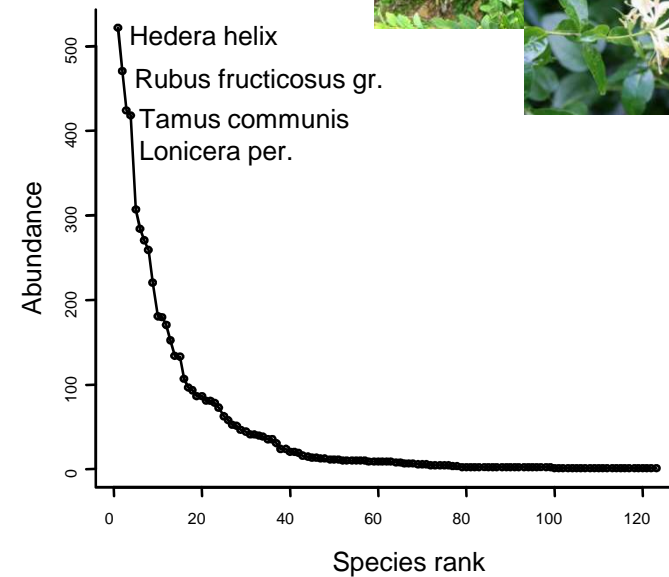 Hedera helix
Rubus fructicosus gr.
Tamus communis
Lonicera per.
Abundance
500
400
300
200
100
0
0 20 40 60 80 100 120
Species rank